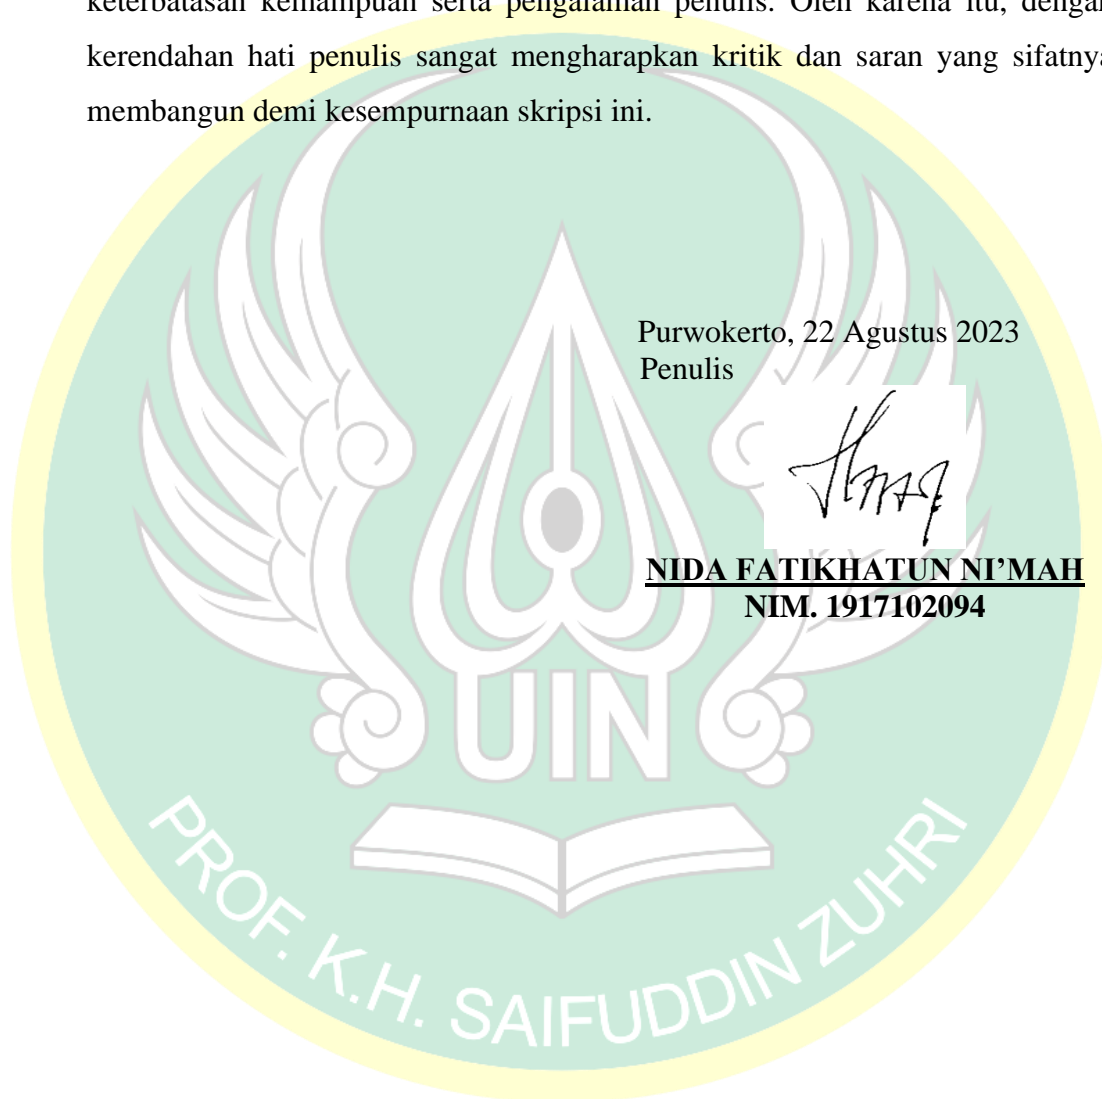 keterbatasan kemampuan serta pengalaman penulis. Oleh karena itu, dengan
kerendahan hati penulis sangat mengharapkan kritik dan saran yang sifatnya
membangun demi kesempurnaan skripsi ini.
Purwokerto, 22 Agustus 2023
Penulis
NIDA FATIKHATUN NI’MAH
NIM. 1917102094
UIN
PROF. K.H. SAIFUDDIN ZUHRI